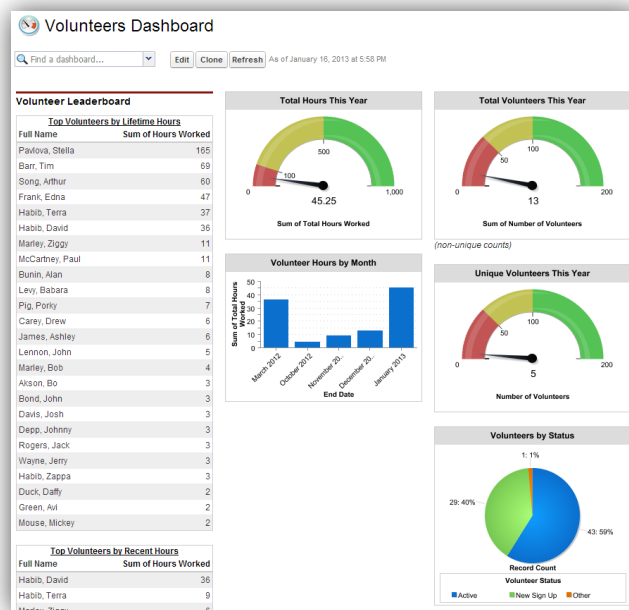 Volunteers Dashboard
Find a dashboard...
Edit Clone Refresh As of January 16, 2013 at 5:58 PM
Volunteer Leaderboard
Top Volunteers by Lifetime Hours
Full Name Sum of Hours Worked
Pavlova, Stella 165
Barr, Tim 69
Song, Arthur 60
Frank, Edna 47
Habib, Terra 37
Habib, David 36
Marley, Ziggy 11
McCartney, Paul 11
Bunin, Alan 8
Levy, Babara 8
Pig, Porky 7
Carey, Drew 6
James, Ashley 6
Lennon, John 5
Marley, Bob 4
Akson, Bo 3
Bond, John 3
Davis, Josh 3
Depp, Johnny 3
Rogers, Jack 3
Wayne, Jerry 3
Habib, Zappa 3
Duck, Daffy 2
Green, Avi 2
Mouse, Mickey 2
Top Volunteers by Recent Hours
Full Name Sum of Hours Worked
Habib, David 36
Habib, Terra 9
Total Hours This Year
500
100
0 1,000
45.25
Sum of Total Hours Worked
Volunteer Hours by Month
Sum of Total Hours
Worked
50
40
30
20
10
0
March 2012 October 2012 November 20.. December 20.. January 2013
End Date
Total Volunteers This Year
100
50
0 200
13
Sum of Number of Volunteers
(non-unique counts)
Unique Volunteers This Year
100
50
0 200
5
Number of Volunteers
Volunteers by Status
1: 1%
29: 40%
43: 59%
Record Count
Volunteer Status
Active New Sign Up Other